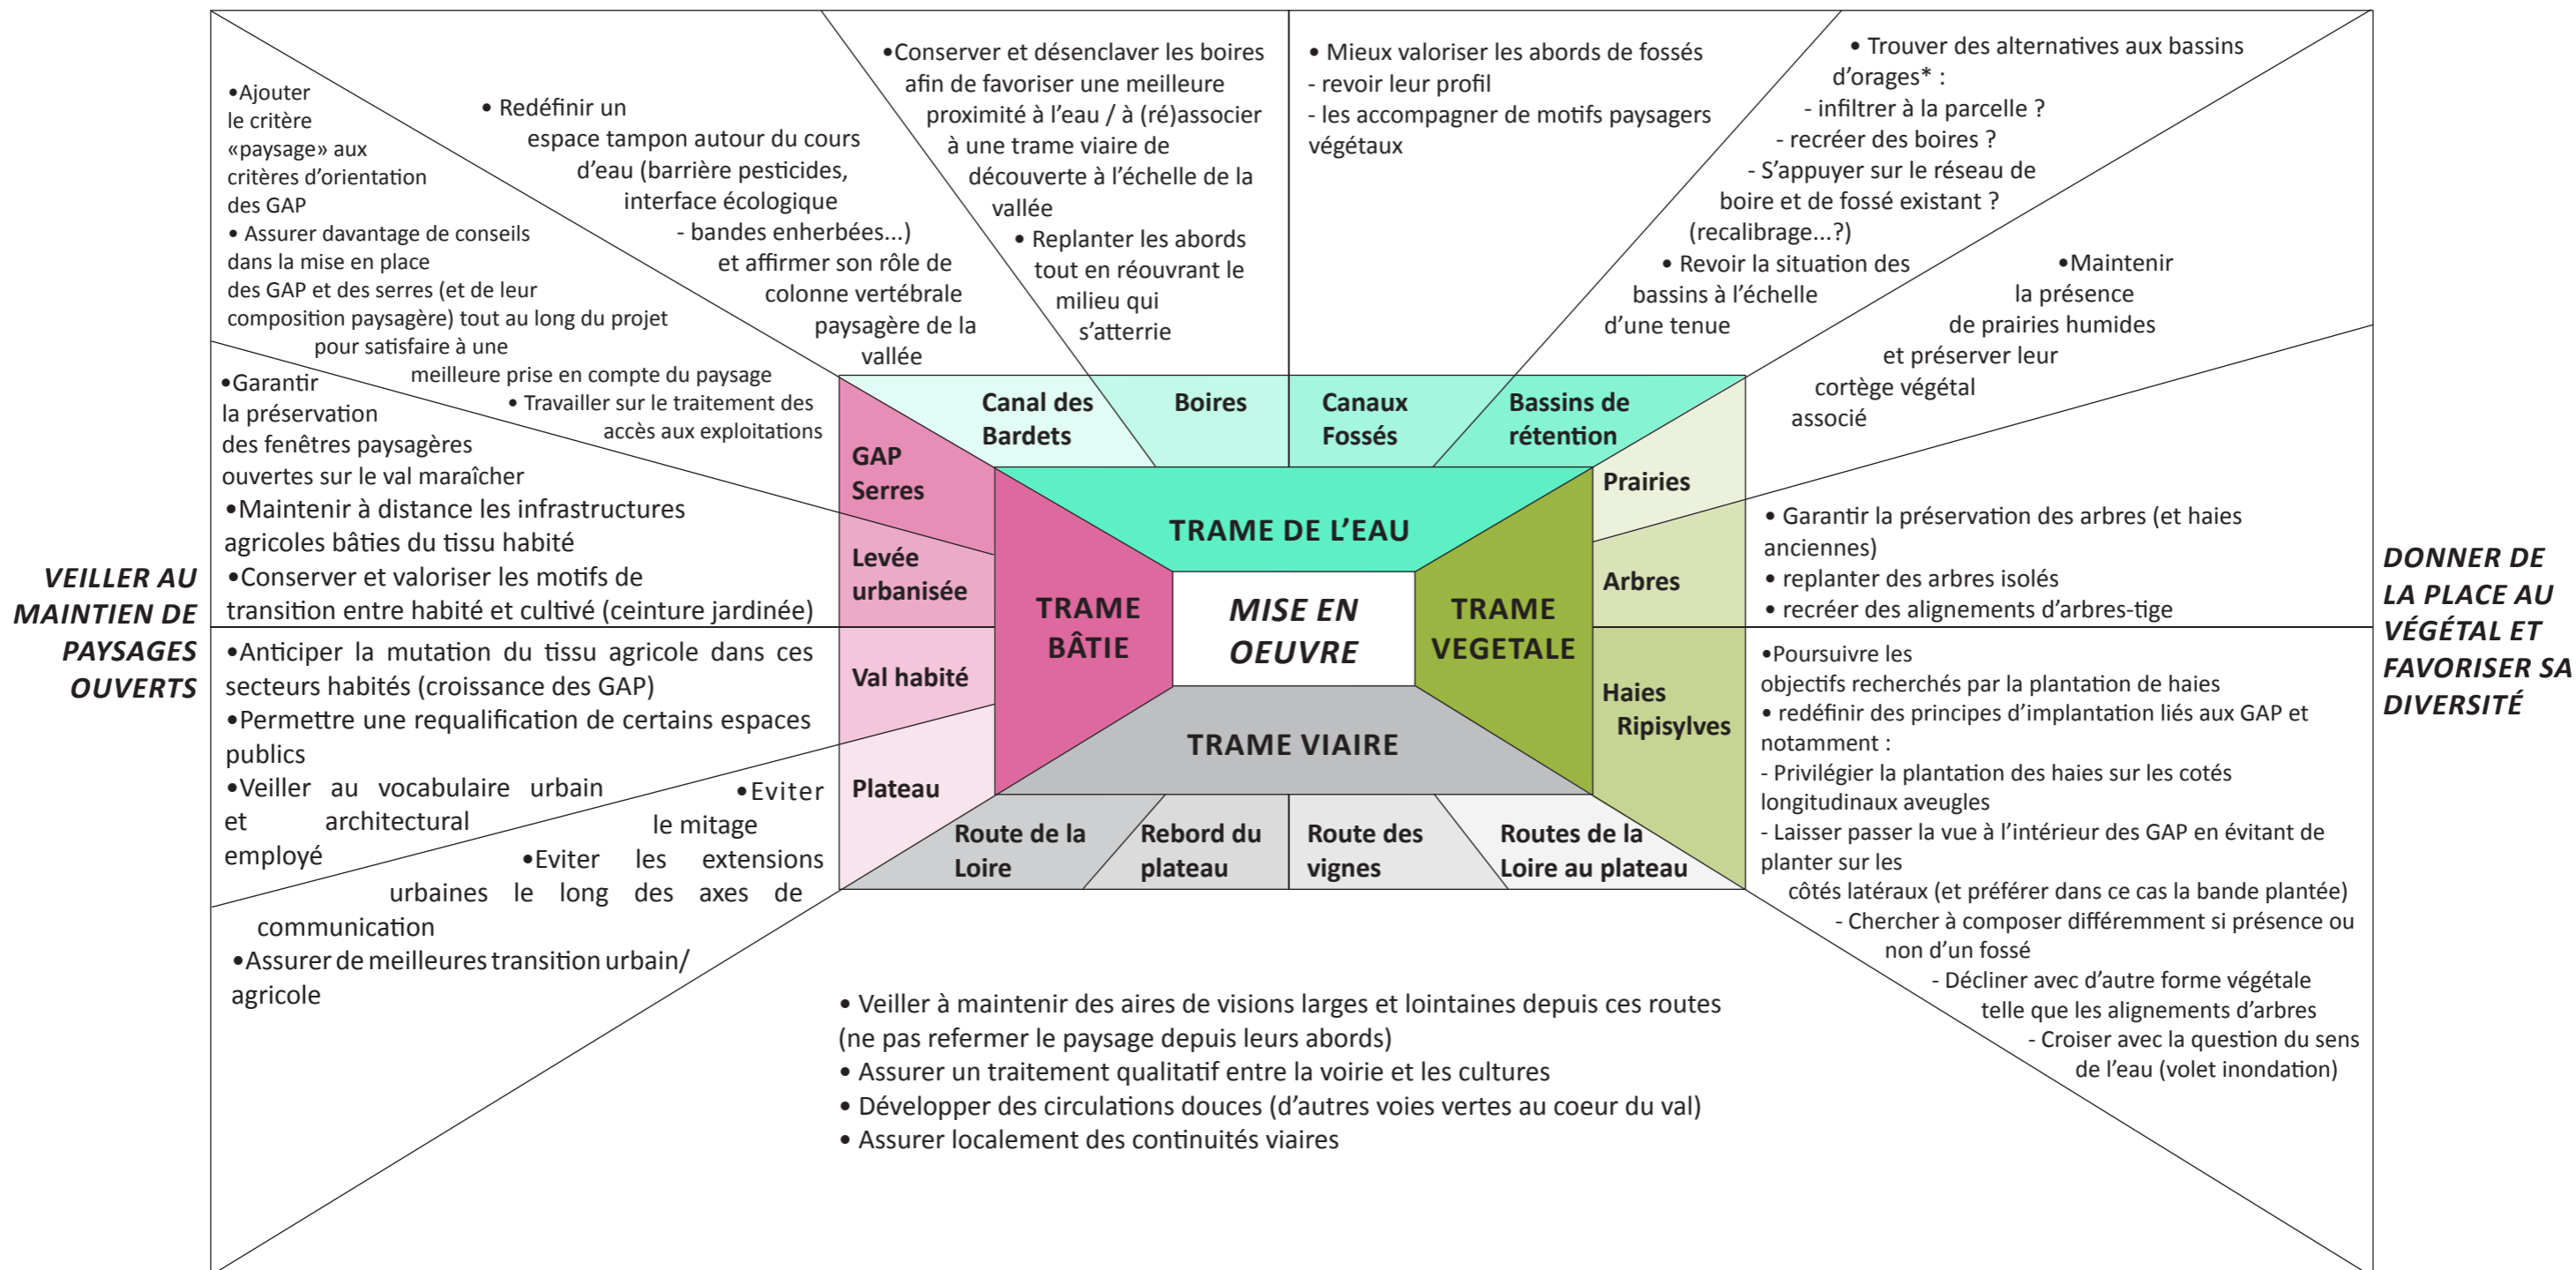 •Ajouter
le critère
«paysage» aux
critères d'orientation
des GAP
• Assurer davantage de conseils
dans la mise en place
des GAP et des serres (et de leur
composition paysagère) tout au long du projet
pour satisfaire à une
meilleure prise en compte du paysage
• Travailler sur le traitement des
accès aux exploitations
• Redéfinir un
espace tampon autour du cours
d'eau (barrière pesticides,
interface écologique
- bandes enherbées...)
et affirmer son rôle de
colonne vertébrale
paysagère de la
vallée
•Conserver et désenclaver les boires
afin de favoriser une meilleure
proximité à l'eau / à (ré)associer
à une trame viaire de
découverte à l'échelle de la
vallée
• Replanter les abords
tout en réouvrant le
milieu qui
s'atterrie
• Mieux valoriser les abords de fossés
- revoir leur profil
- les accompagner de motifs paysagers
végétaux
• Trouver des alternatives aux bassins
d'orages* :
- infiltrer à la parcelle ?
- recréer des boires ?
- S'appuyer sur le réseau de
boire et de fossé existant ?
(recalibrage...?)
• Revoir la situation des
bassins à l'échelle
d'une tenue
•Maintenir
la présence
de prairies humides
et préserver leur
cortège végétal
associé
•Garantir
la préservation
des fenêtres paysagères
ouvertes sur le val maraîcher
•Maintenir à distance les infrastructures
agricoles bâties du tissu habité
•Conserver et valoriser les motifs de
transition entre habité et cultivé (ceinture jardinée)
•Anticiper la mutation du tissu agricole dans ces
secteurs habités (croissance des GAP)
•Permettre une requalification de certains espaces
publics
•Veiller au vocabulaire urbain
et architectural
employé
•Eviter
le mitage
•Eviter les extensions
urbaines le long des axes de
communication
•Assurer de meilleures transition urbain/
agricole
VEILLER AU
MAINTIEN DE
PAYSAGES
OUVERTS
GAP
Serres
Levée
urbanisée
Val habité
Plateau
Canal des
Bardets
Boires
Canaux
Fossés
Bassins de
rétention
Prairies
Arbres
Haies
Ripisylves
TRAME DE L'EAU
TRAME
BÂTIE
MISE EN
OEUVRE
TRAME
VEGETALE
TRAME VIAIRE
Route de la
Loire
Rebord du
plateau
Route des
vignes
Routes de la
Loire au plateau
• Garantir la préservation des arbres (et haies
anciennes)
• replanter des arbres isolés
• recréer des alignements d'arbres-tige
•Poursuivre les
objectifs recherchés par la plantation de haies
• redéfinir des principes d'implantation liés aux GAP et
notamment :
- Privilégier la plantation des haies sur les cotés
longitudinaux aveugles
- Laisser passer la vue à l'intérieur des GAP en évitant de
planter sur les
côtés latéraux (et préférer dans ce cas la bande plantée)
- Chercher à composer différemment si présence ou
non d'un fossé
- Décliner avec d'autre forme végétale
telle que les alignements d'arbres
- Croiser avec la question du sens
de l'eau (volet inondation)
DONNER DE
LA PLACE AU
VÉGÉTAL ET
FAVORISER SA
DIVERSITÉ
• Veiller à maintenir des aires de visions larges et lointaines depuis ces routes
(ne pas refermer le paysage depuis leurs abords)
• Assurer un traitement qualitatif entre la voirie et les cultures
• Développer des circulations douces (d'autres voies vertes au coeur du val)
• Assurer localement des continuités viaires